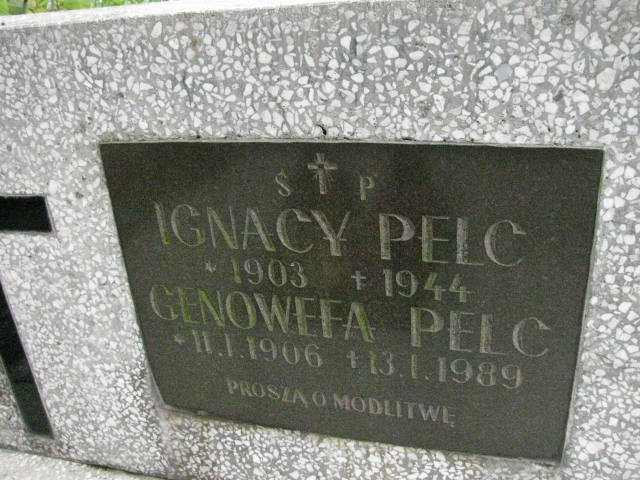 Ś P
IGNACY PELC
* 1903 + 1944
GENOWEFA PELC
* 11.I.1906 + 13.I.1989
PROSZĄ O MODLITWĘ